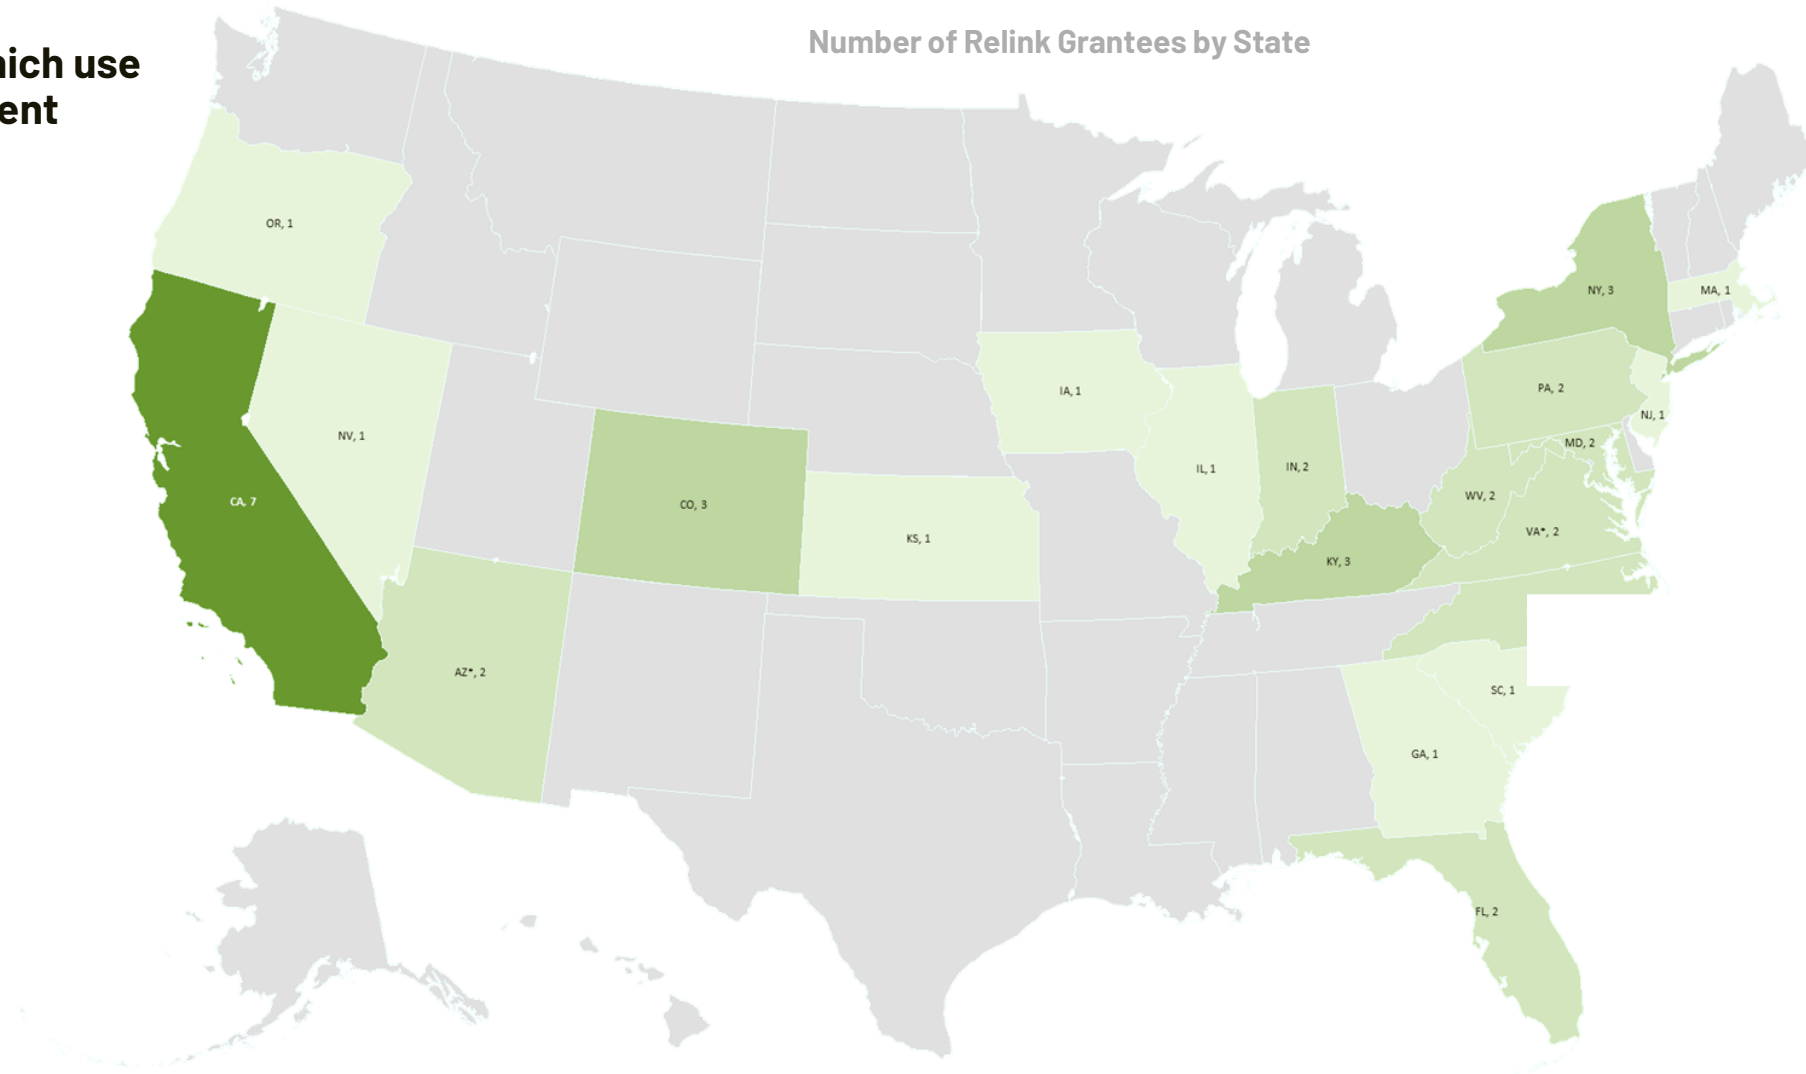 Number of Relink Grantees by State
hich use
ent
OR, 1
NY, 3
MA, 1
IA, 1
PA, 2
NJ, 1
NV, 1
MD, 2
IL, 1
IN, 2
WV, 2
CA, 7
CO, 3
VA*, 2
KS, 1
KY, 3
AZ*, 2
SC, 1
GA, 1
FL, 2